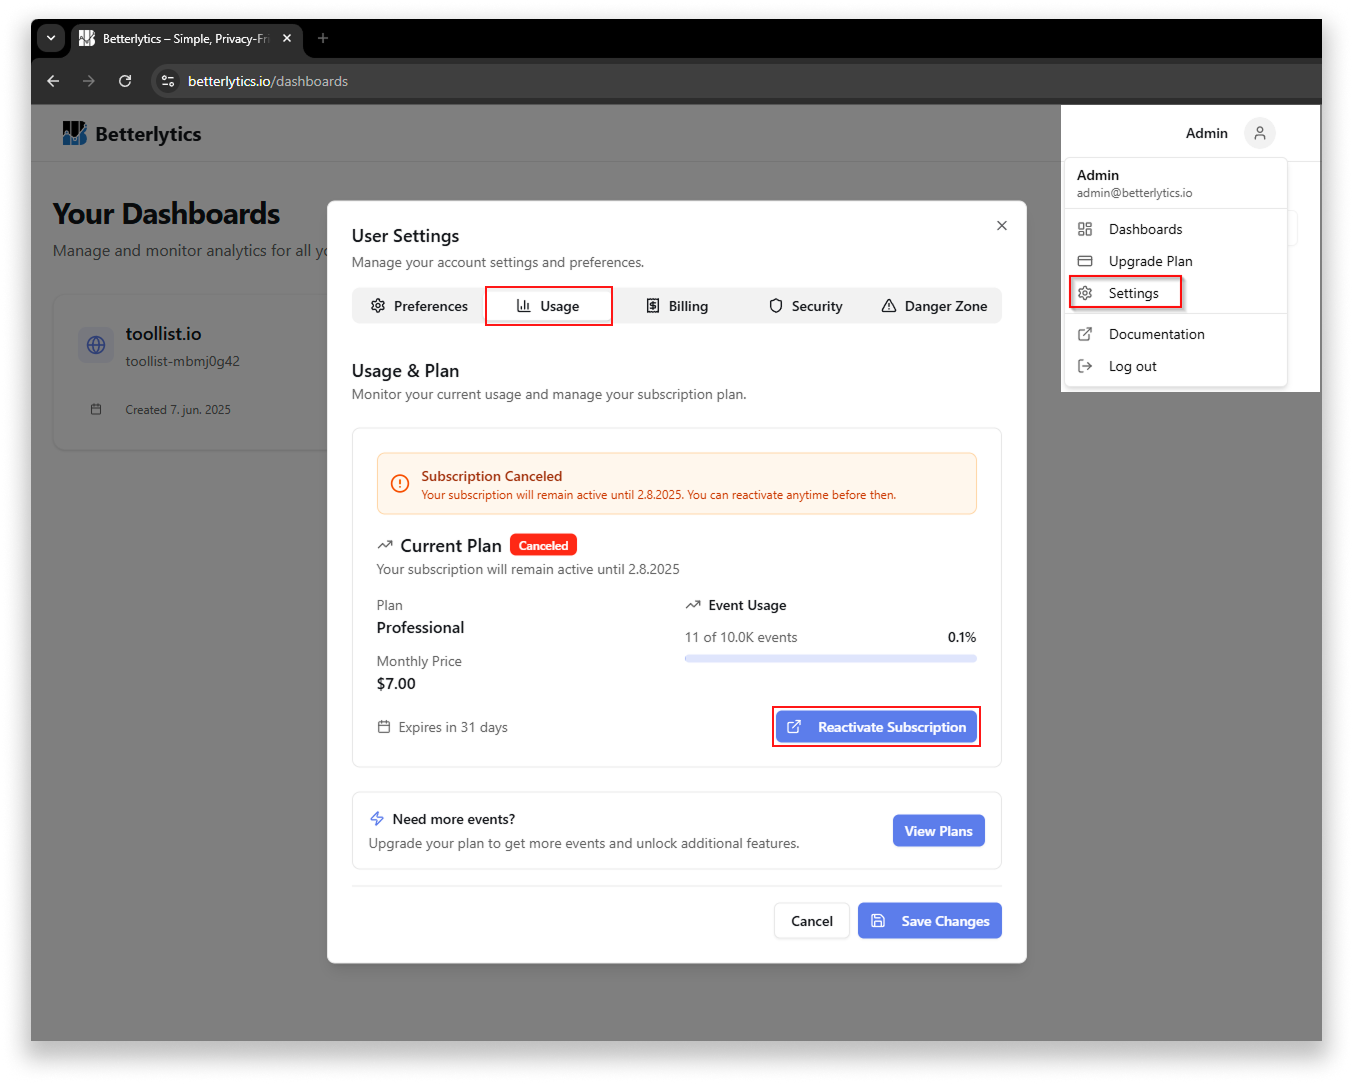 Betterlytics – Simple, Privacy-Fri
betterlytics.io/dashboards
Betterlytics
Admin
Admin
admin@betterlytics.io
Dashboards
Upgrade Plan
Settings
Documentation
Log out
Your Dashboards
Manage and monitor analytics for all yo
toollist.io
toollist-mbmj0g42
Created 7. jun. 2025
User Settings
Manage your account settings and preferences.
Preferences Usage Billing Security Danger Zone
Usage & Plan
Monitor your current usage and manage your subscription plan.
Subscription Canceled
Your subscription will remain active until 2.8.2025. You can reactivate anytime before then.
Current Plan Canceled
Your subscription will remain active until 2.8.2025
Plan
Professional
Monthly Price
$7.00
Event Usage
11 of 10.0K events 0.1%
Expires in 31 days
Reactivate Subscription
Need more events?
Upgrade your plan to get more events and unlock additional features.
View Plans
Cancel Save Changes